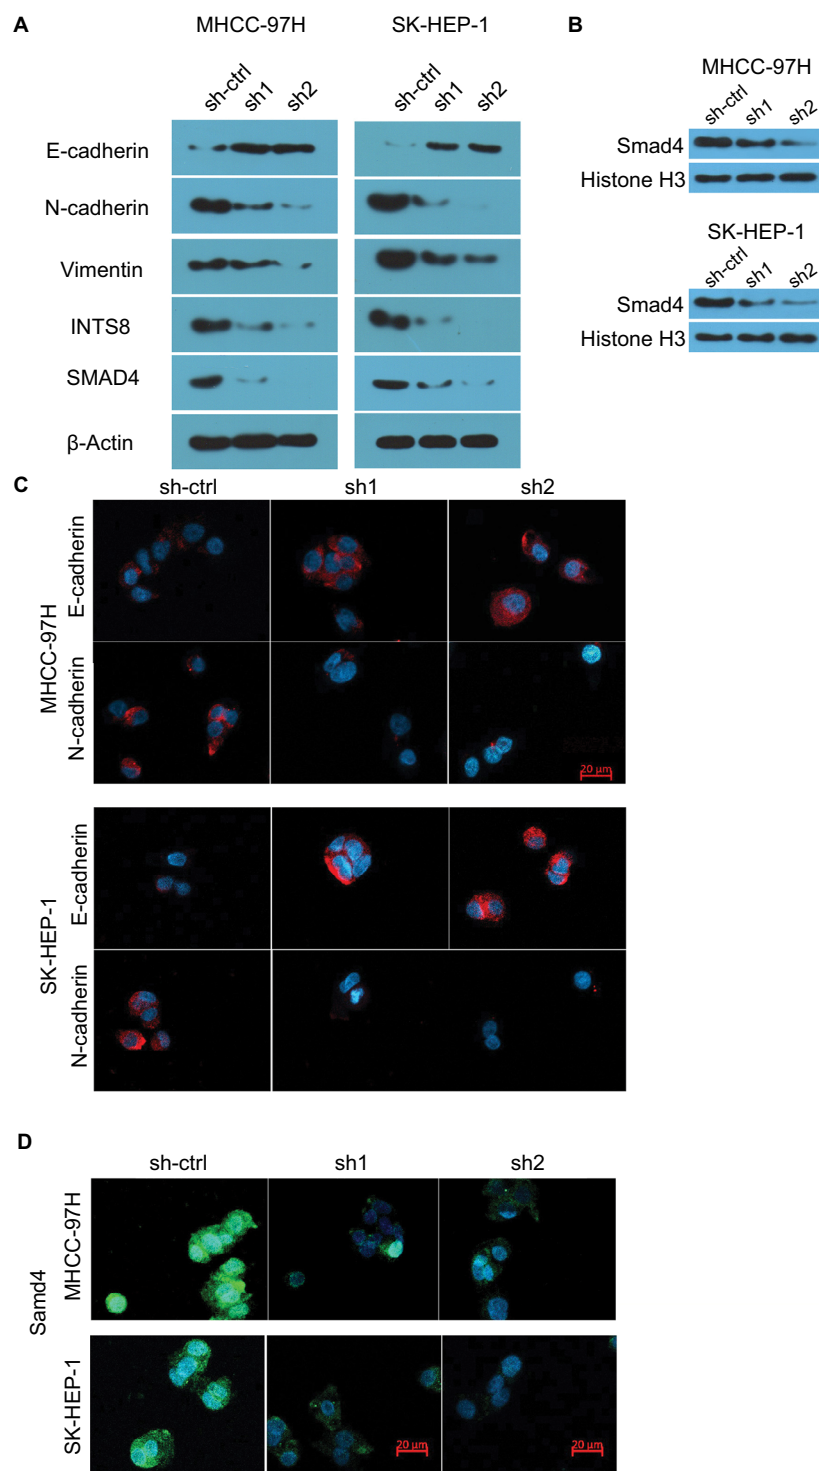 A
MHCC-97H
SK-HEP-1
sh-ctrl sh1 sh2
sh-ctrl sh1 sh2
E-cadherin
N-cadherin
Vimentin
INTS8
SMAD4
β-Actin
B
MHCC-97H
sh-ctrl sh1 sh2
Smad4
Histone H3
SK-HEP-1
sh-ctrl sh1 sh2
Smad4
Histone H3
C
sh-ctrl sh1 sh2
MHCC-97H
E-cadherin
N-cadherin
20 µm
SK-HEP-1
E-cadherin
N-cadherin
D
sh-ctrl sh1 sh2
Samd4
MHCC-97H
SK-HEP-1
20 µm
20 µm